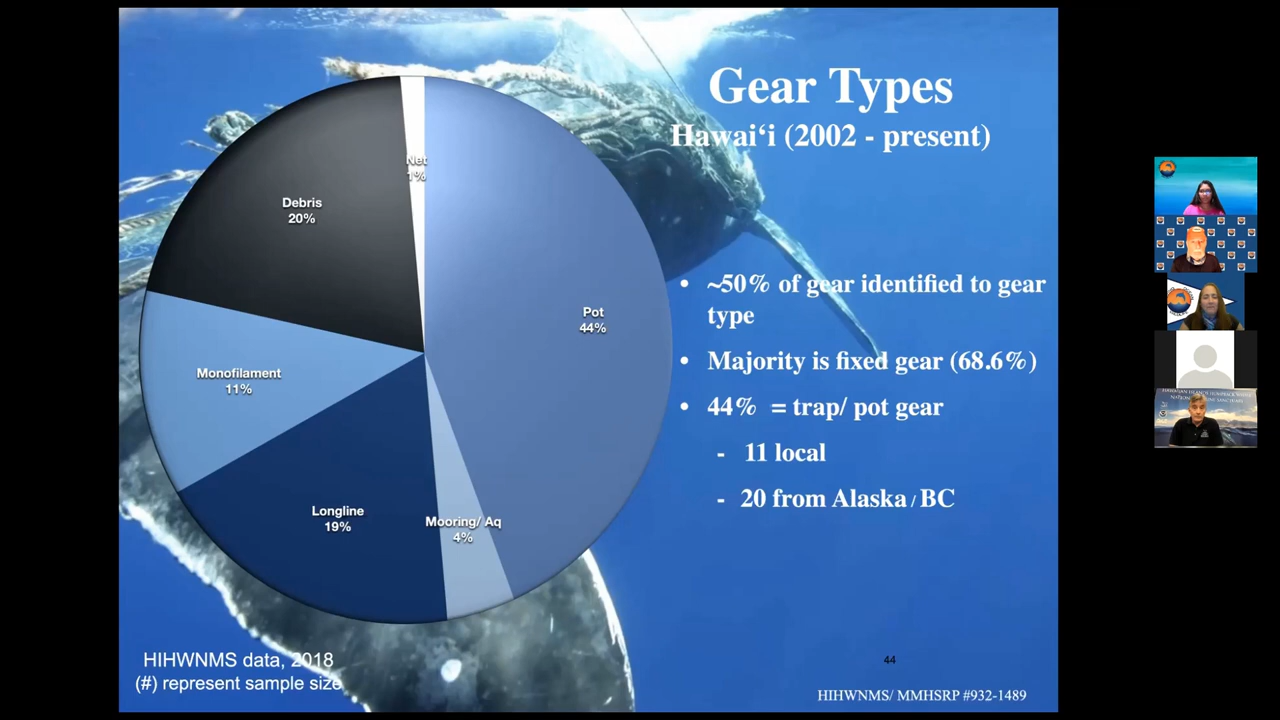 Gear Types
Hawaiʻi (2002 - present)
Net
1%
Debris
20%
Pot
44%
Monofilament
11%
Longline
19%
Mooring/ Aq
4%
• ~50% of gear identified to gear
type
• Majority is fixed gear (68.6%)
• 44% = trap/ pot gear
- 11 local
- 20 from Alaska / BC
HIHWNMS data, 2018
(#) represent sample size
44
HIHWNMS/ MMHSRP #932-1489